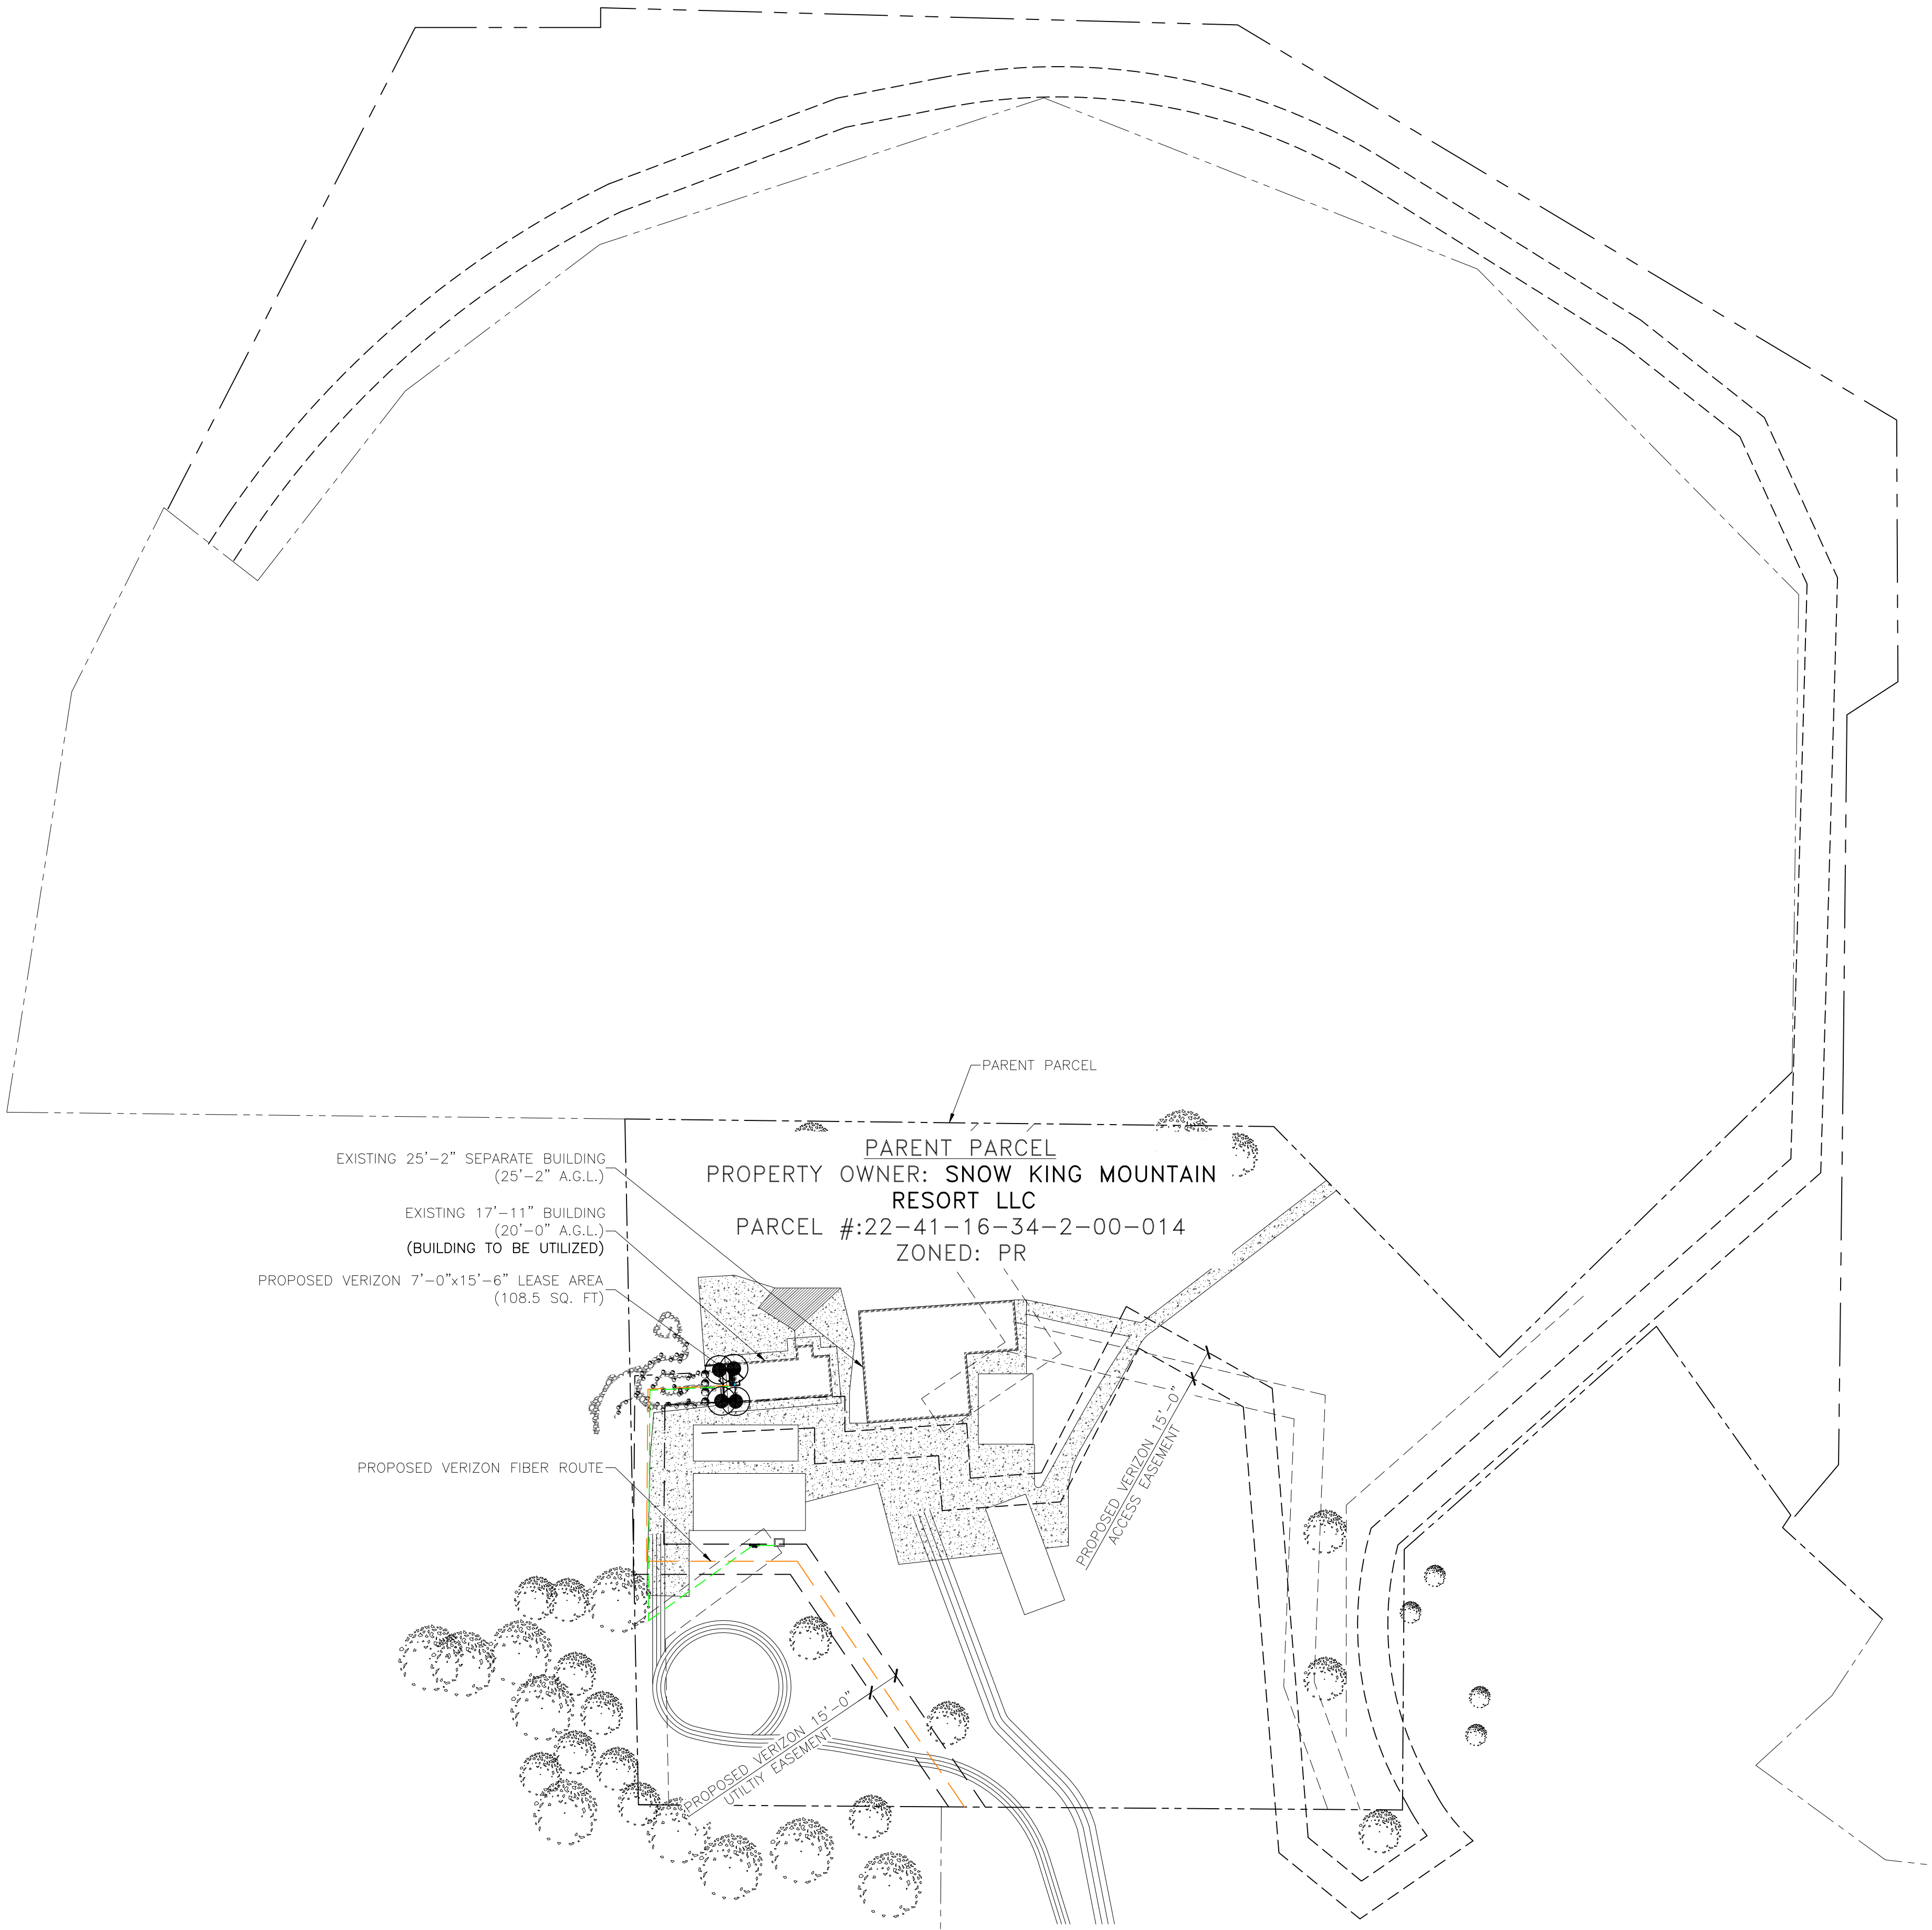 PARENT PARCEL
PARENT PARCEL
PROPERTY OWNER: SNOW KING MOUNTAIN
RESORT LLC
PARCEL #:22-41-16-34-2-00-014
ZONED: PR
EXISTING 25'-2" SEPARATE BUILDING
(25'-2" A.G.L.)
EXISTING 17'-11" BUILDING
(20'-0" A.G.L.)
(BUILDING TO BE UTILIZED)
PROPOSED VERIZON 7'-0"x15'-6" LEASE AREA
(108.5 SQ. FT)
PROPOSED VERIZON FIBER ROUTE
PROPOSED VERIZON 15'-0"
ACCESS EASEMENT
PROPOSED VERIZON 15'-0"
UTILTIY EASEMENT